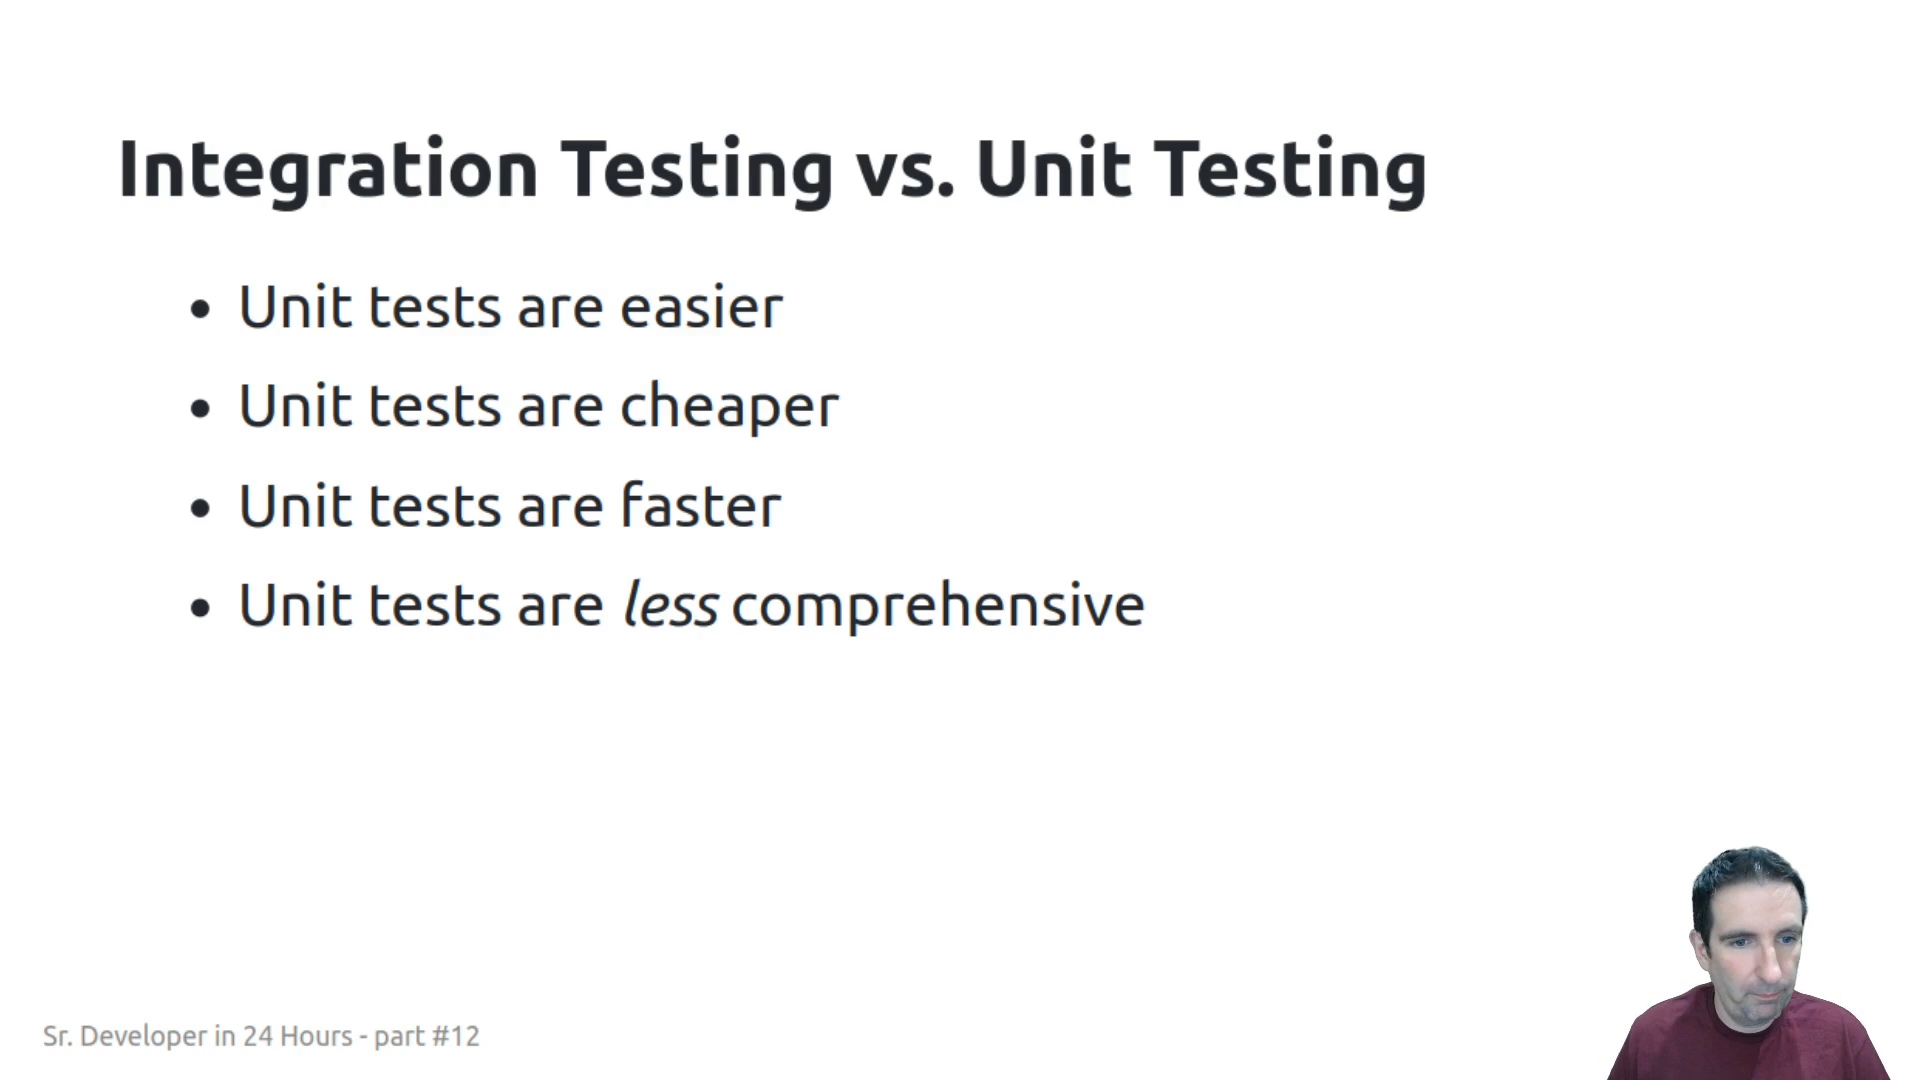 Integration Testing vs. Unit Testing
• Unit tests are easier
• Unit tests are cheaper
• Unit tests are faster
• Unit tests are less comprehensive
Sr. Developer in 24 Hours - part #12